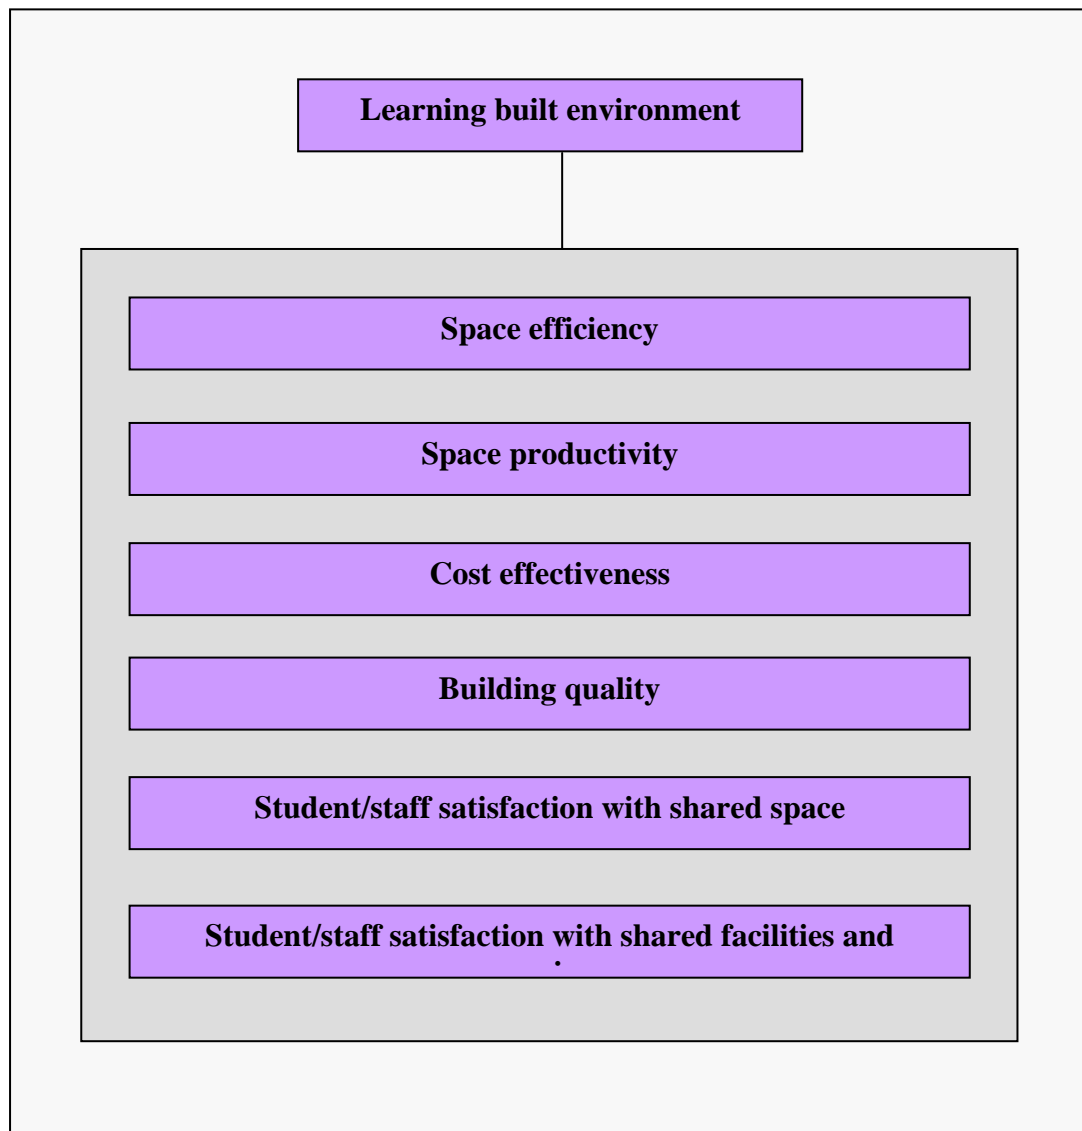 Learning built environment
Space efficiency
Space productivity
Cost effectiveness
Building quality
Student/staff satisfaction with shared space
Student/staff satisfaction with shared facilities and